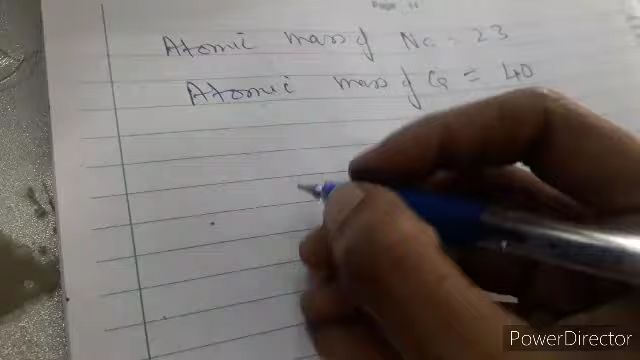 Atomic mass of Na = 23
Atomic mass of Ca = 40
PowerDirector